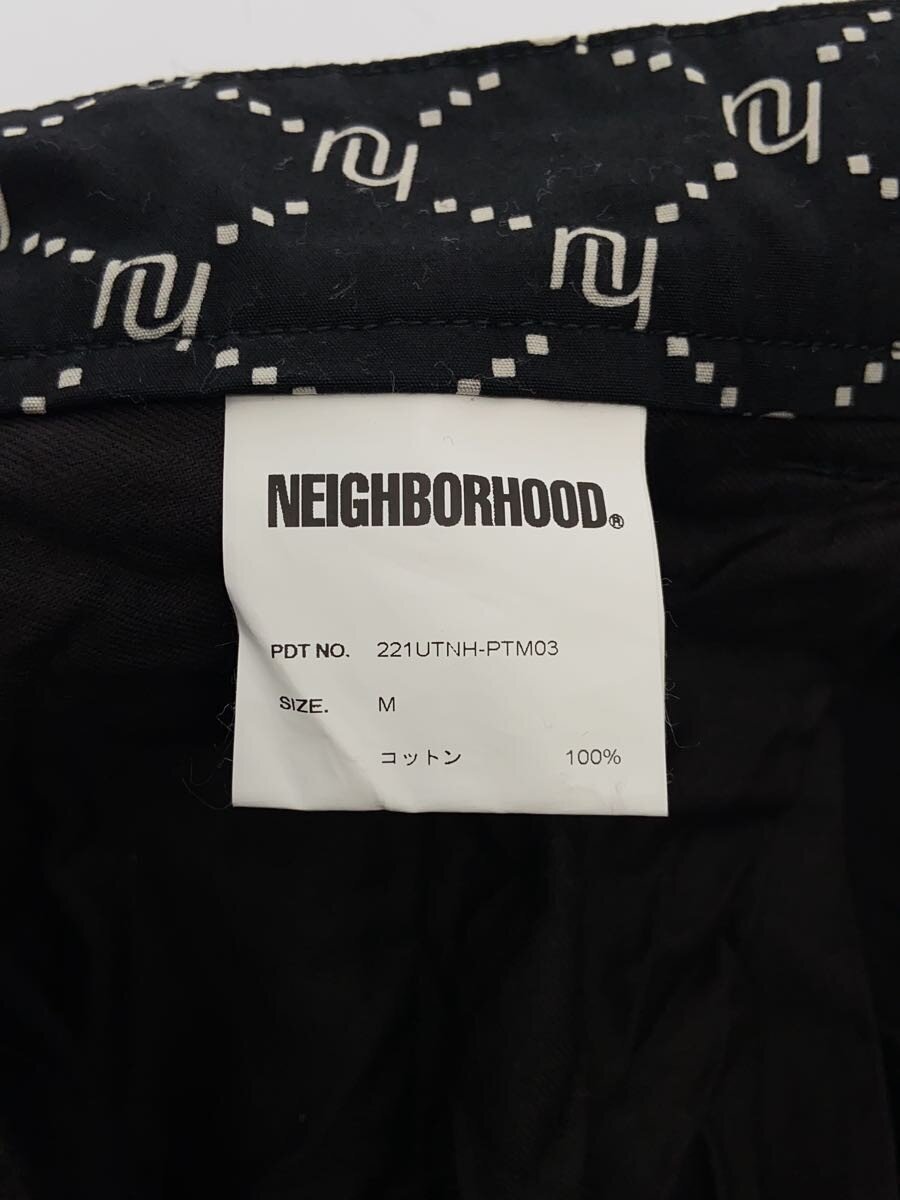 NEIGHBORHOOD®
PDT NO. 221UTNH-PTM03
SIZE. M
コットン 100%